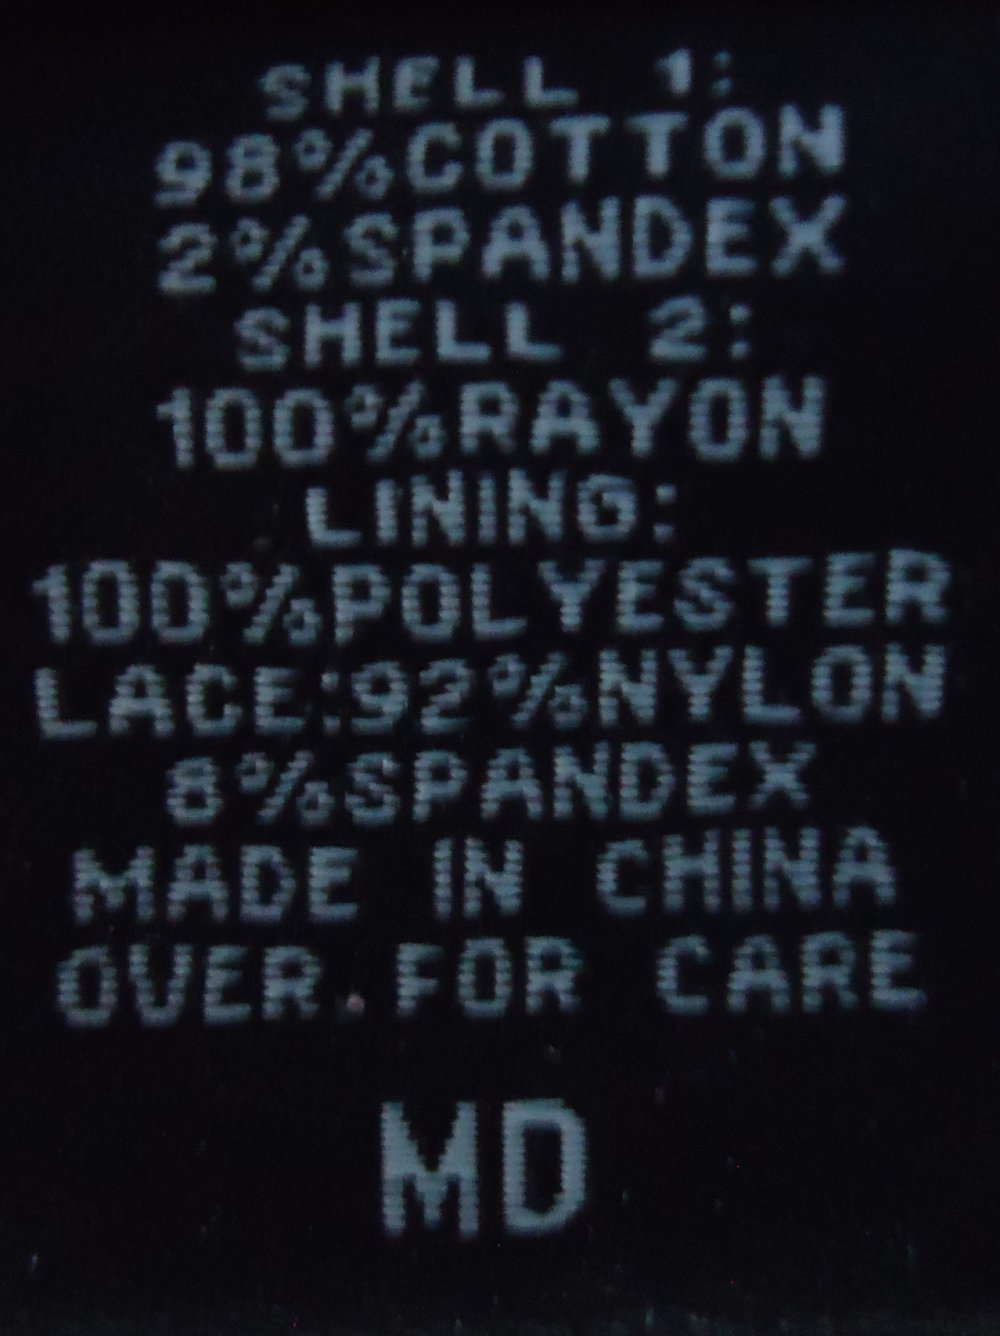 SHELL 1:
98%COTTON
2%SPANDEX
SHELL 2:
100%RAYON
LINING:
100%POLYESTER
LACE:92%NYLON
8%SPANDEX
MADE IN CHINA
OVER FOR CARE
MD